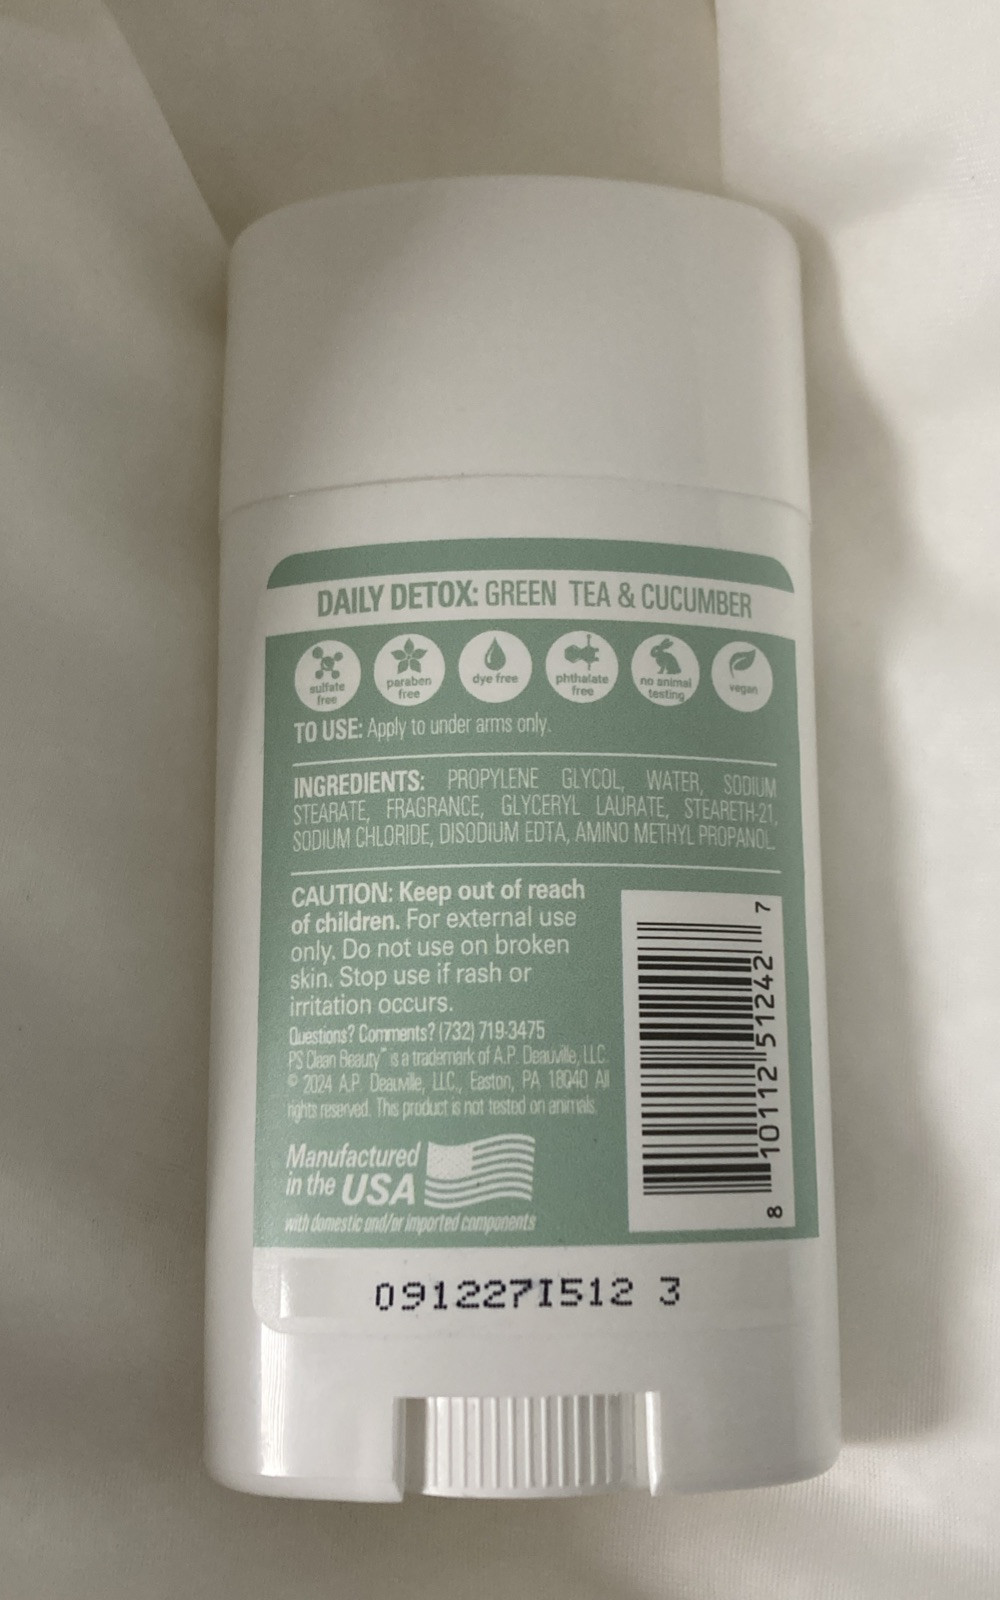 DAILY DETOX: GREEN TEA & CUCUMBER
sulfate free
paraben free
dye free
phthalate free
no animal testing
vegan
TO USE: Apply to under arms only.
INGREDIENTS: PROPYLENE GLYCOL, WATER, SODIUM
STEARATE, FRAGRANCE, GLYCERYL LAURATE, STEARETH-21,
SODIUM CHLORIDE, DISODIUM EDTA, AMINO METHYL PROPANOL.
CAUTION: Keep out of reach
of children. For external use
only. Do not use on broken
skin. Stop use if rash or
irritation occurs.
Questions? Comments? (732) 719-3475
PS Clean Beauty™ is a trademark of A.P. Deauville, LLC.
© 2024 A.P. Deauville, LLC., Easton, PA 18040 All
rights reserved. This product is not tested on animals.
Manufactured
in the USA
with domestic and/or imported components
8 10112 51242 7
091227I512 3